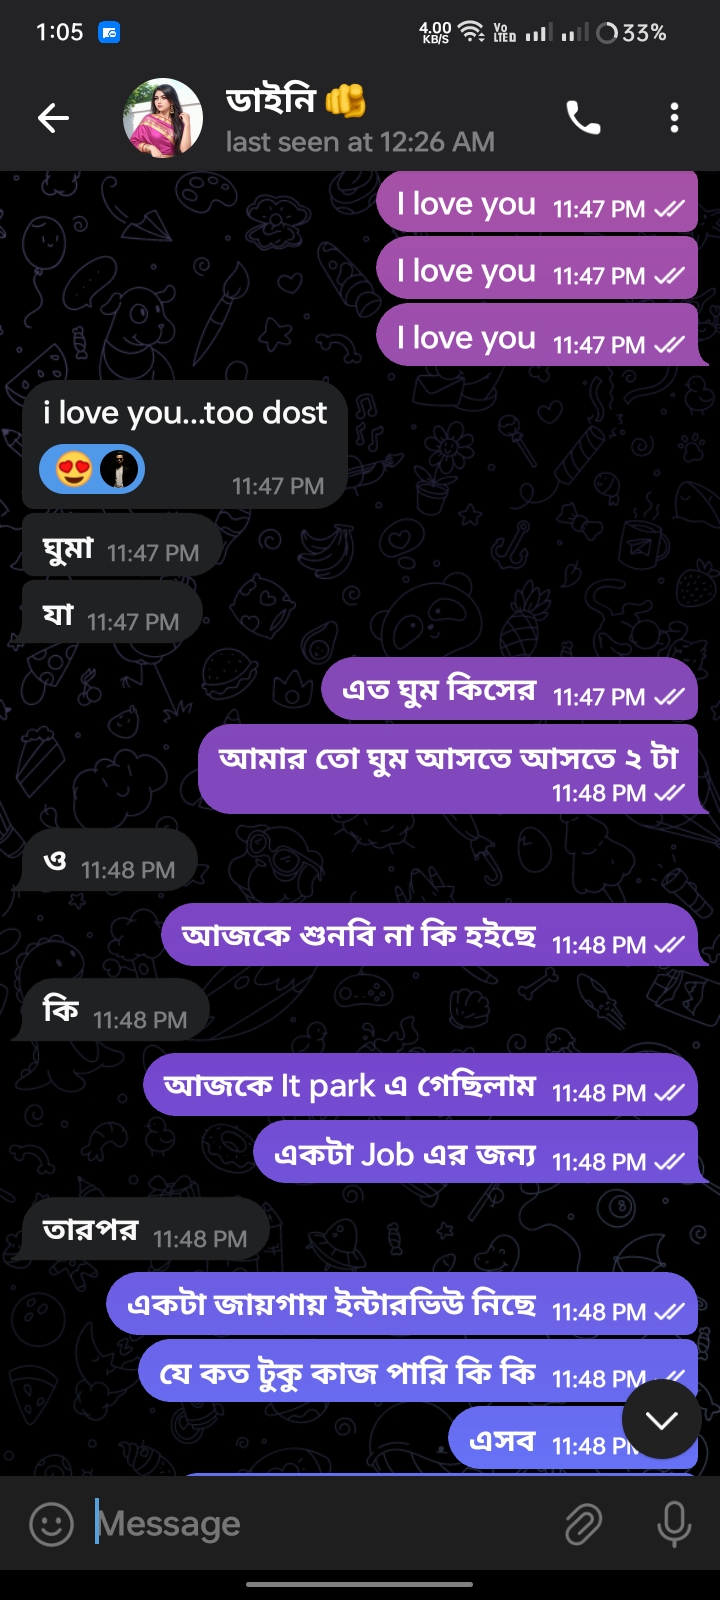 1:05
4.00 KB/S
Vo LTE
33%
ডাইনি 🫵
last seen at 12:26 AM
I love you 11:47 PM
I love you 11:47 PM
I love you 11:47 PM
i love you...too dost
😍 11:47 PM
ঘুমা 11:47 PM
যা 11:47 PM
এত ঘুম কিসের 11:47 PM
আমার তো ঘুম আসতে আসতে ২ টা
11:48 PM
ও 11:48 PM
আজকে শুনবি না কি হইছে 11:48 PM
কি 11:48 PM
আজকে It park এ গেছিলাম 11:48 PM
একটা Job এর জন্য 11:48 PM
তারপর 11:48 PM
একটা জায়গায় ইন্টারভিউ নিছে 11:48 PM
যে কত টুকু কাজ পারি কি কি 11:48 PM
এসব 11:48 PM
Message